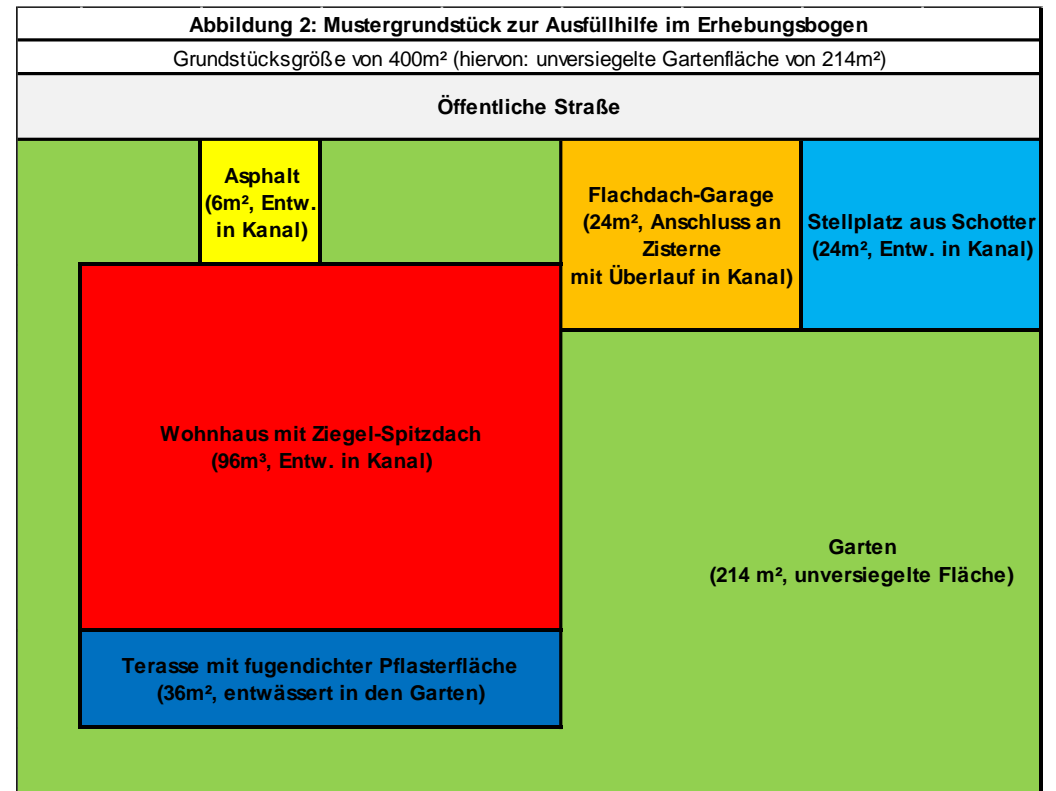 Abbildung 2: Mustergrundstück zur Ausfüllhilfe im Erhebungsbogen
Grundstücksgröße von 400m² (hiervon: unversiegelte Gartenfläche von 214m²)
Öffentliche Straße
Asphalt
(6m², Entw.
in Kanal)
Flachdach-Garage
(24m², Anschluss an
Zisterne
mit Überlauf in Kanal)
Stellplatz aus Schotter
(24m², Entw. in Kanal)
Wohnhaus mit Ziegel-Spitzdach
(96m³, Entw. in Kanal)
Garten
(214 m², unversiegelte Fläche)
Terasse mit fugendichter Pflasterfläche
(36m², entwässert in den Garten)